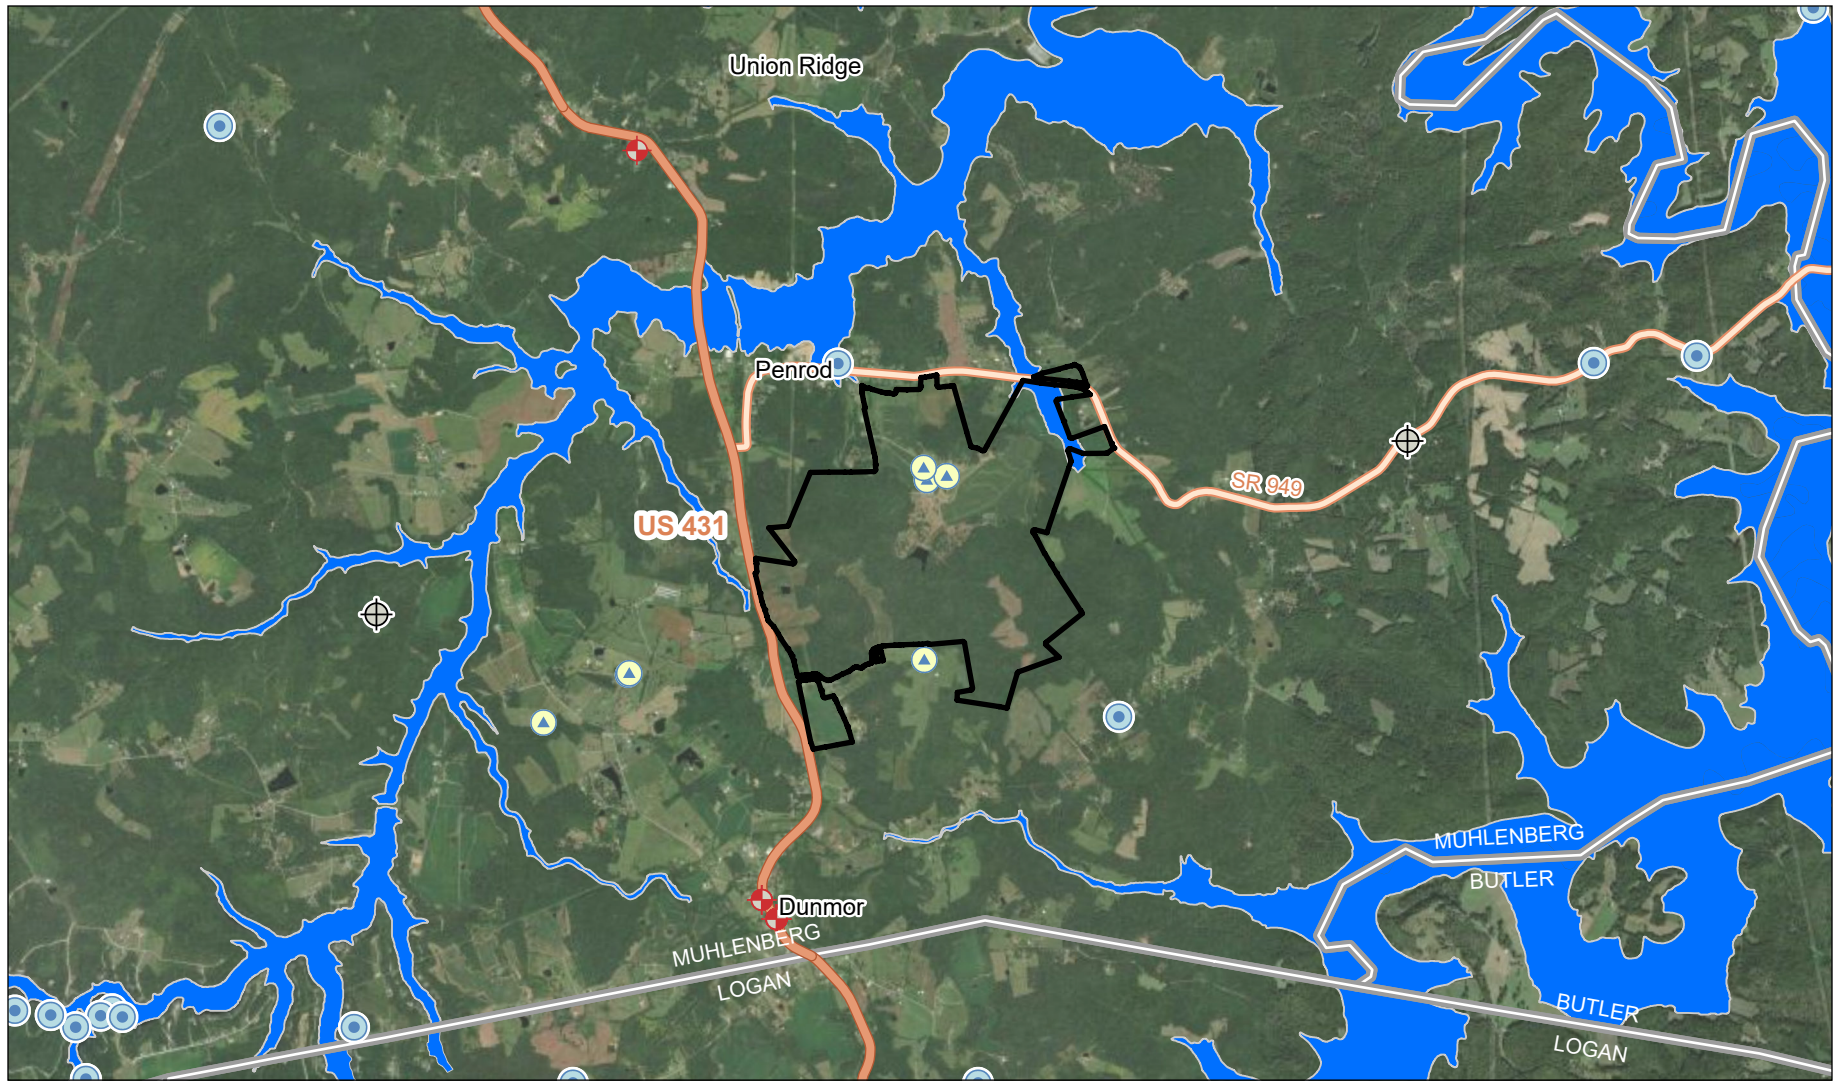 Union Ridge
Penrod
SR 949
US 431
MUHLENBERG
BUTLER
Dunmor
MUHLENBERG
LOGAN
BUTLER
LOGAN